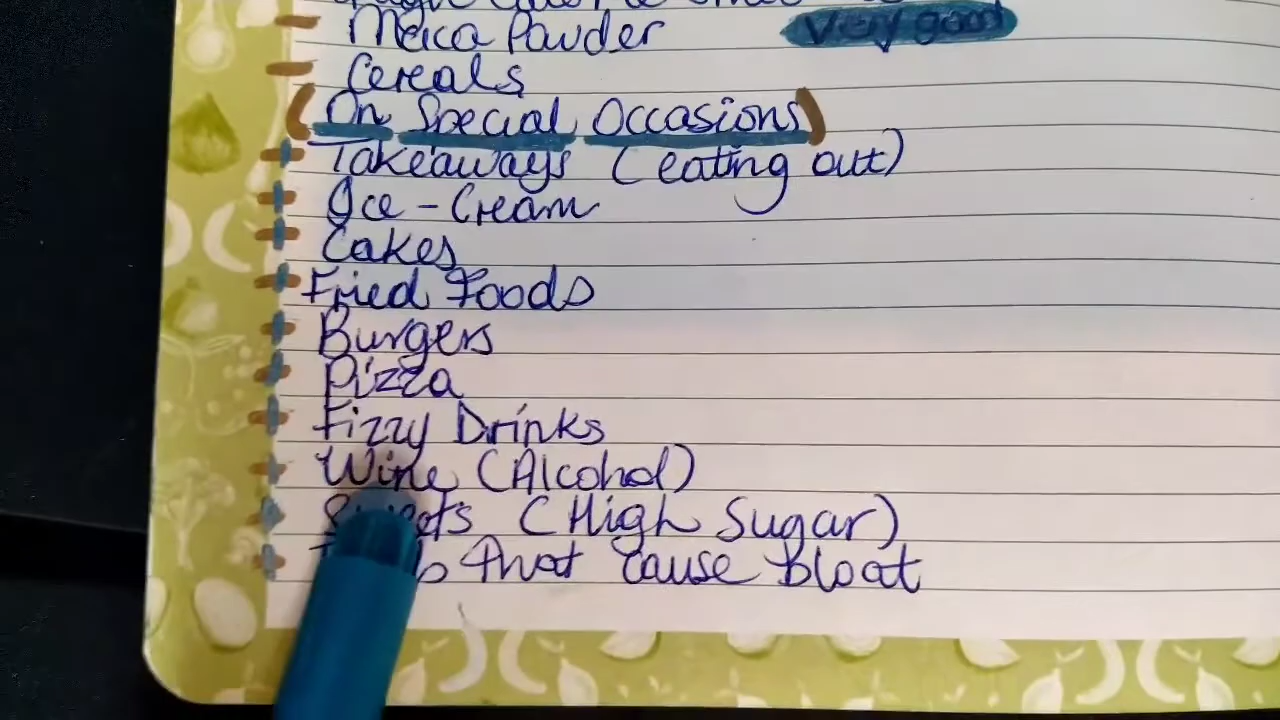 Maca Powder Very good
Cereals
(On Special Occasions)
Takeaways (eating out)
Ice-Cream
Cakes
Fried Foods
Burgers
Pizza
Fizzy Drinks
Wine (Alcohol)
Sweets (High Sugar)
that cause bloat